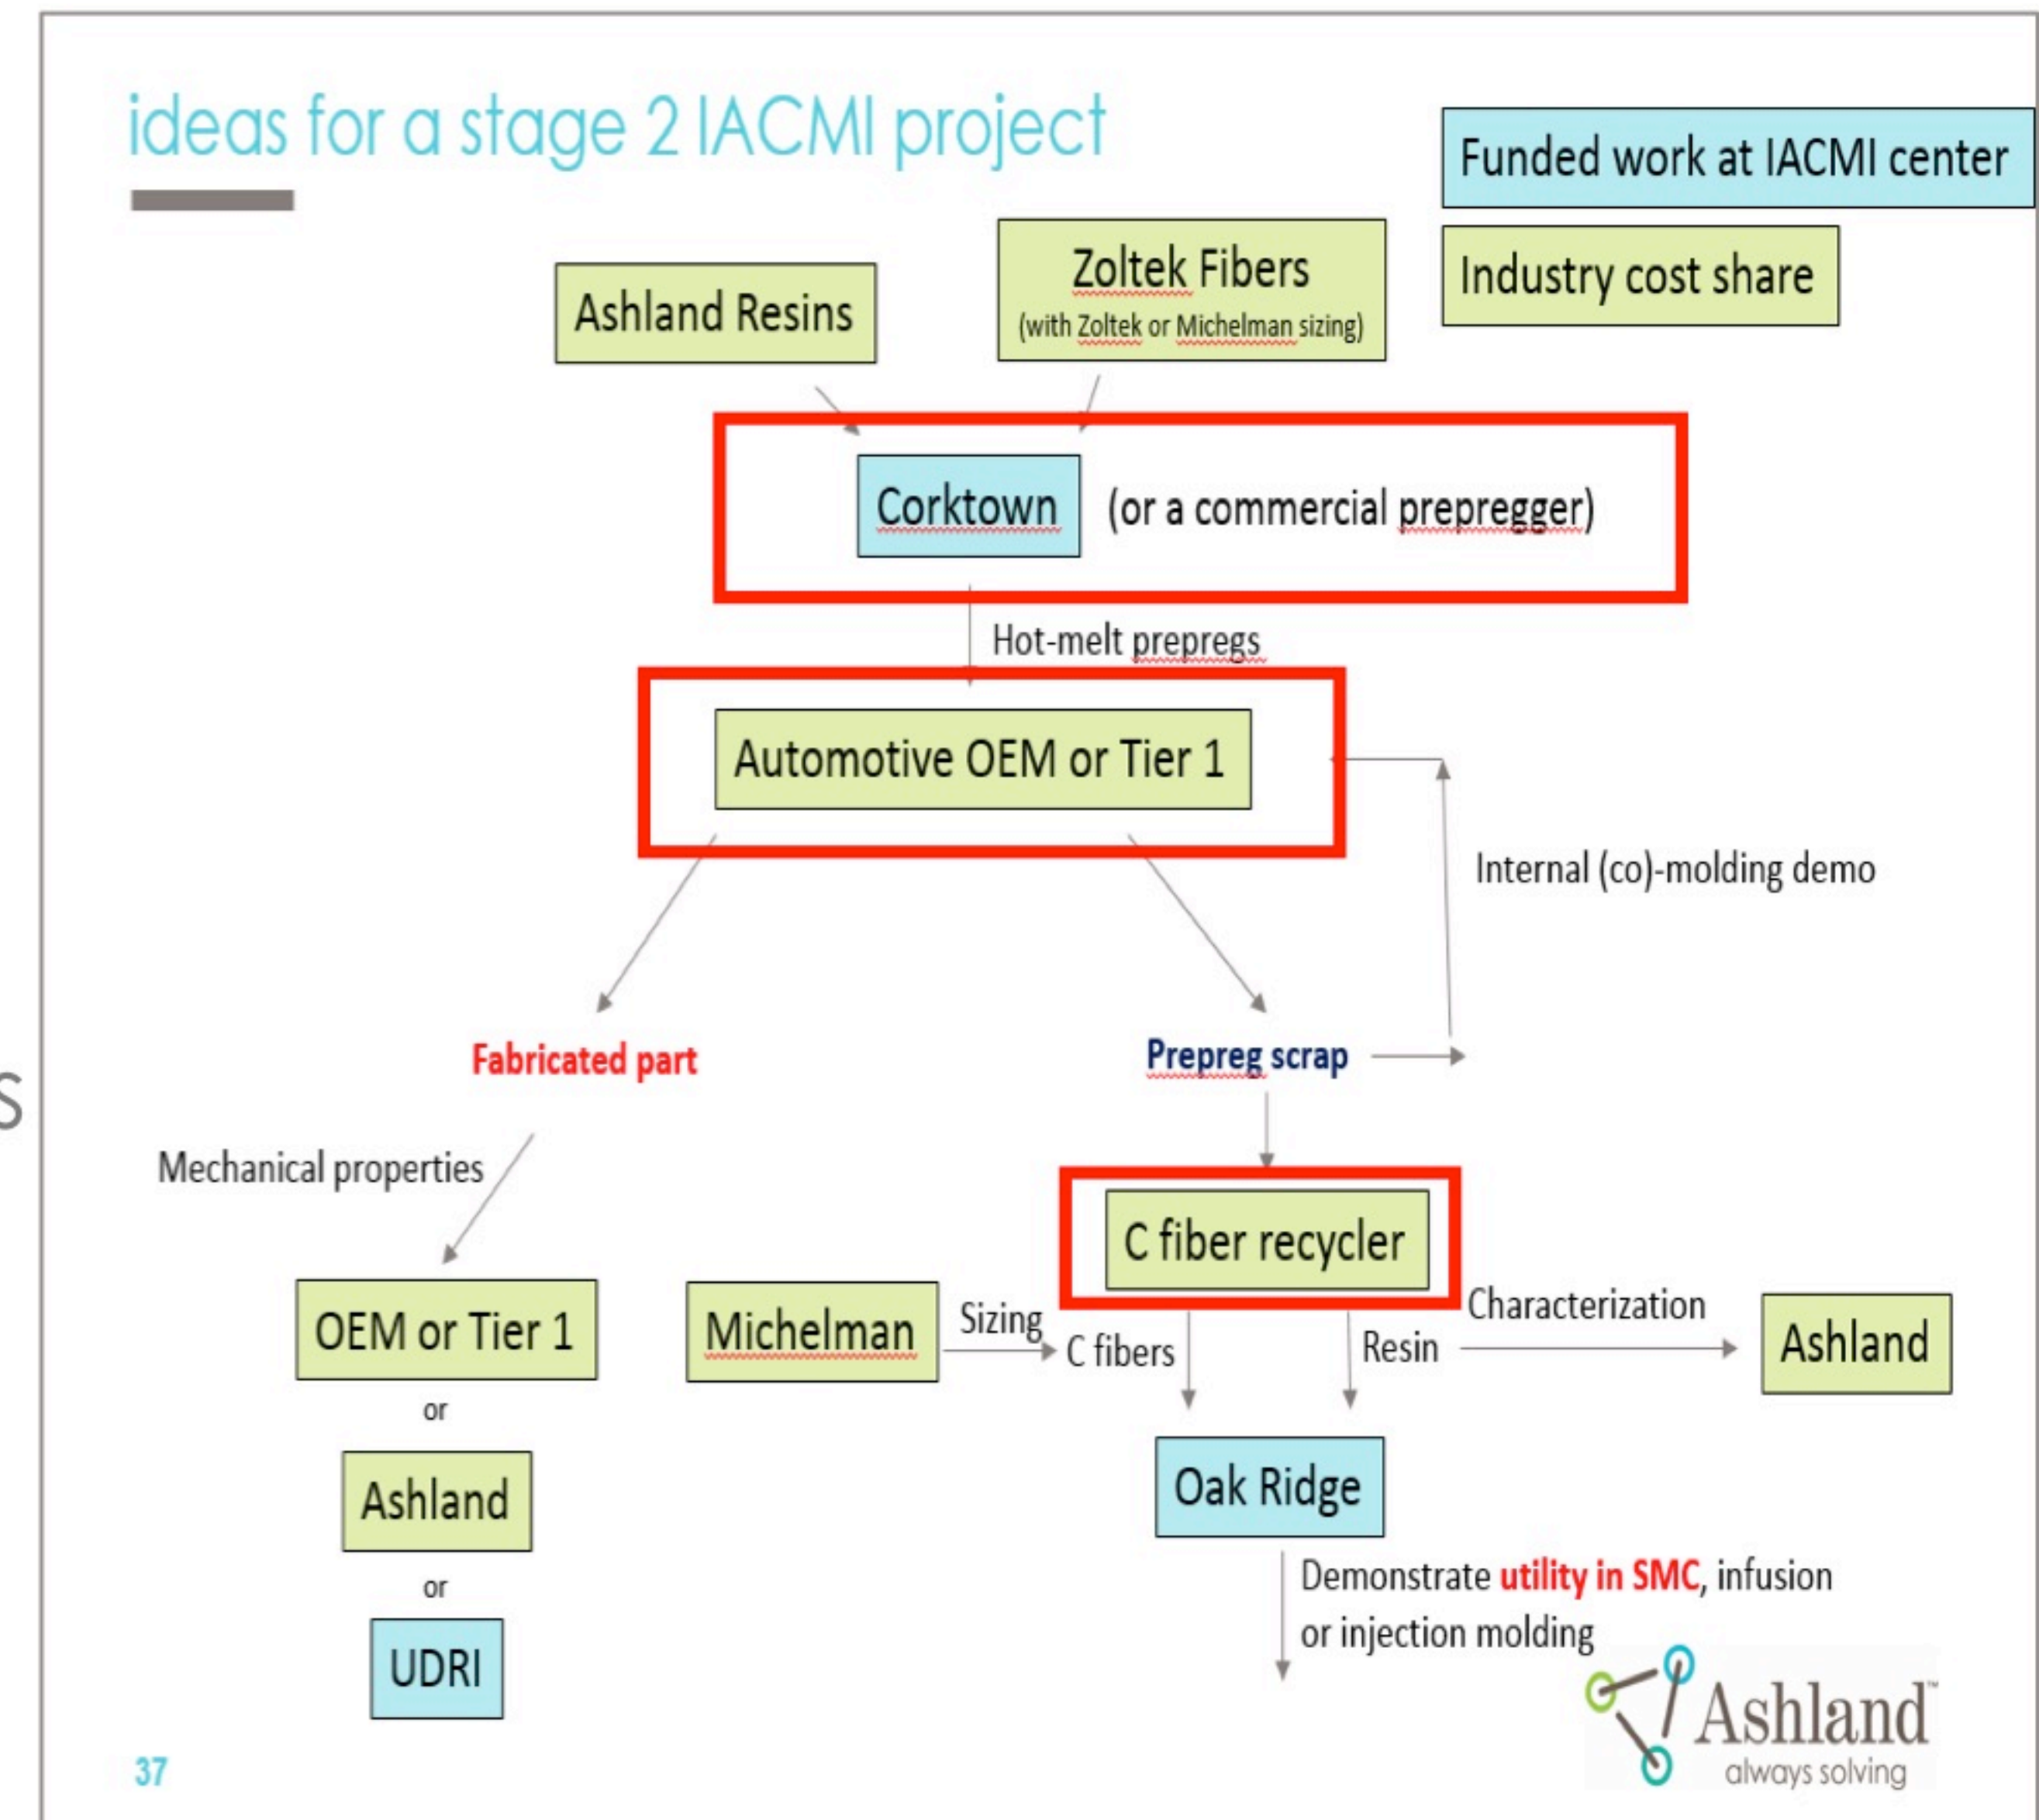 ideas for a stage 2 IACMI project
Funded work at IACMI center
Industry cost share
Ashland Resins
Zoltek Fibers
(with Zoltek or Michelman sizing)
Corktown
(or a commercial prepregger)
Hot-melt prepregs
Automotive OEM or Tier 1
Internal (co)-molding demo
Fabricated part
Prepreg scrap
s
Mechanical properties
C fiber recycler
OEM or Tier 1
or
Ashland
or
UDRI
Michelman
Sizing
C fibers
Resin
Characterization
Ashland
Oak Ridge
Demonstrate utility in SMC, infusion
or injection molding
Ashland™
always solving
37